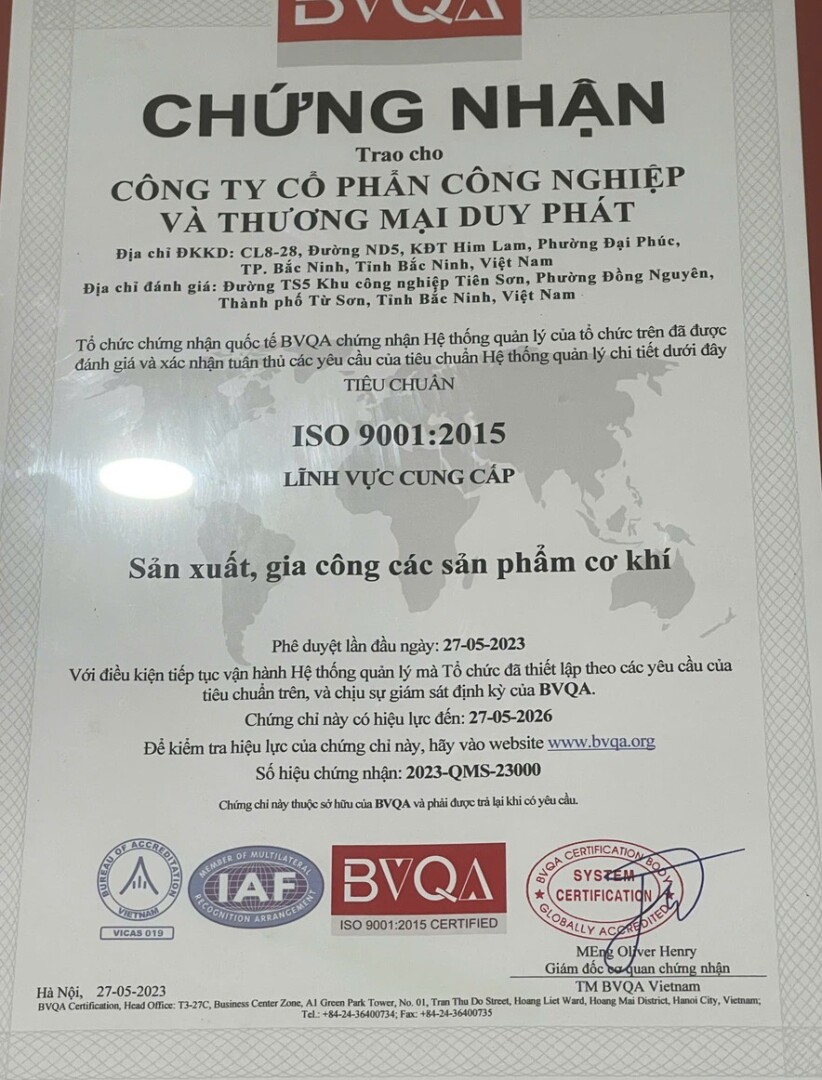 BVQA
CHỨNG NHẬN
Trao cho
CÔNG TY CỔ PHẦN CÔNG NGHIỆP
VÀ THƯƠNG MẠI DUY PHÁT
Địa chỉ ĐKKD: CL8-28, Đường ND5, KĐT Him Lam, Phường Đại Phúc,
TP. Bắc Ninh, Tỉnh Bắc Ninh, Việt Nam
Địa chỉ đánh giá: Đường TS5 Khu công nghiệp Tiên Sơn, Phường Đồng Nguyên,
Thành phố Từ Sơn, Tỉnh Bắc Ninh, Việt Nam
Tổ chức chứng nhận quốc tế BVQA chứng nhận Hệ thống quản lý của tổ chức trên đã được
đánh giá và xác nhận tuân thủ các yêu cầu của tiêu chuẩn Hệ thống quản lý chi tiết dưới đây
TIÊU CHUẨN
ISO 9001:2015
LĨNH VỰC CUNG CẤP
Sản xuất, gia công các sản phẩm cơ khí
Phê duyệt lần đầu ngày: 27-05-2023
Với điều kiện tiếp tục vận hành Hệ thống quản lý mà Tổ chức đã thiết lập theo các yêu cầu của
tiêu chuẩn trên, và chịu sự giám sát định kỳ của BVQA.
Chứng chỉ này có hiệu lực đến: 27-05-2026
Để kiểm tra hiệu lực của chứng chỉ này, hãy vào website www.bvqa.org
Số hiệu chứng nhận: 2023-QMS-23000
Chứng chỉ này thuộc sở hữu của BVQA và phải được trả lại khi có yêu cầu.
BUREAU OF ACCREDITATION
VIETNAM
VICAS 019
MEMBER OF MULTILATERAL
IAF
RECOGNITION ARRANGEMENT
BVQA
ISO 9001:2015 CERTIFIED
BVQA CERTIFICATION BODY
SYSTEM
CERTIFICATION
GLOBALLY ACCREDITED
MEng Oliver Henry
Giám đốc cơ quan chứng nhận
TM BVQA Vietnam
Hà Nội, 27-05-2023
BVQA Certification, Head Office: T3-27C, Business Center Zone, A1 Green Park Tower, No. 01, Tran Thu Do Street, Hoang Liet Ward, Hoang Mai District, Hanoi City, Vietnam;
Tel.: +84-24-36400734; Fax: +84-24-36400735